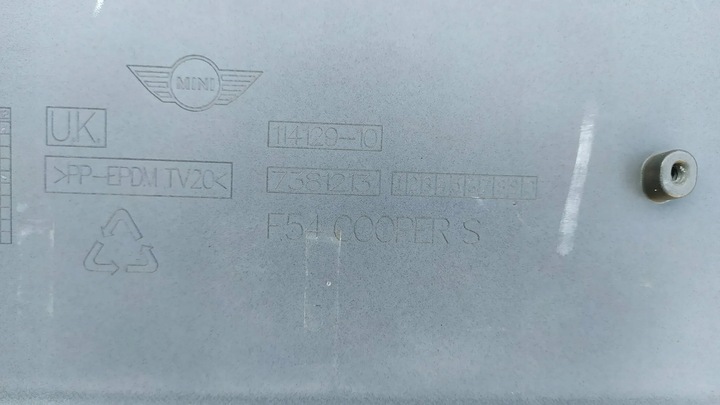 MINI
U.K.
114129-10
>PP-EPDM TV20<
7381213
F54 COOPER S